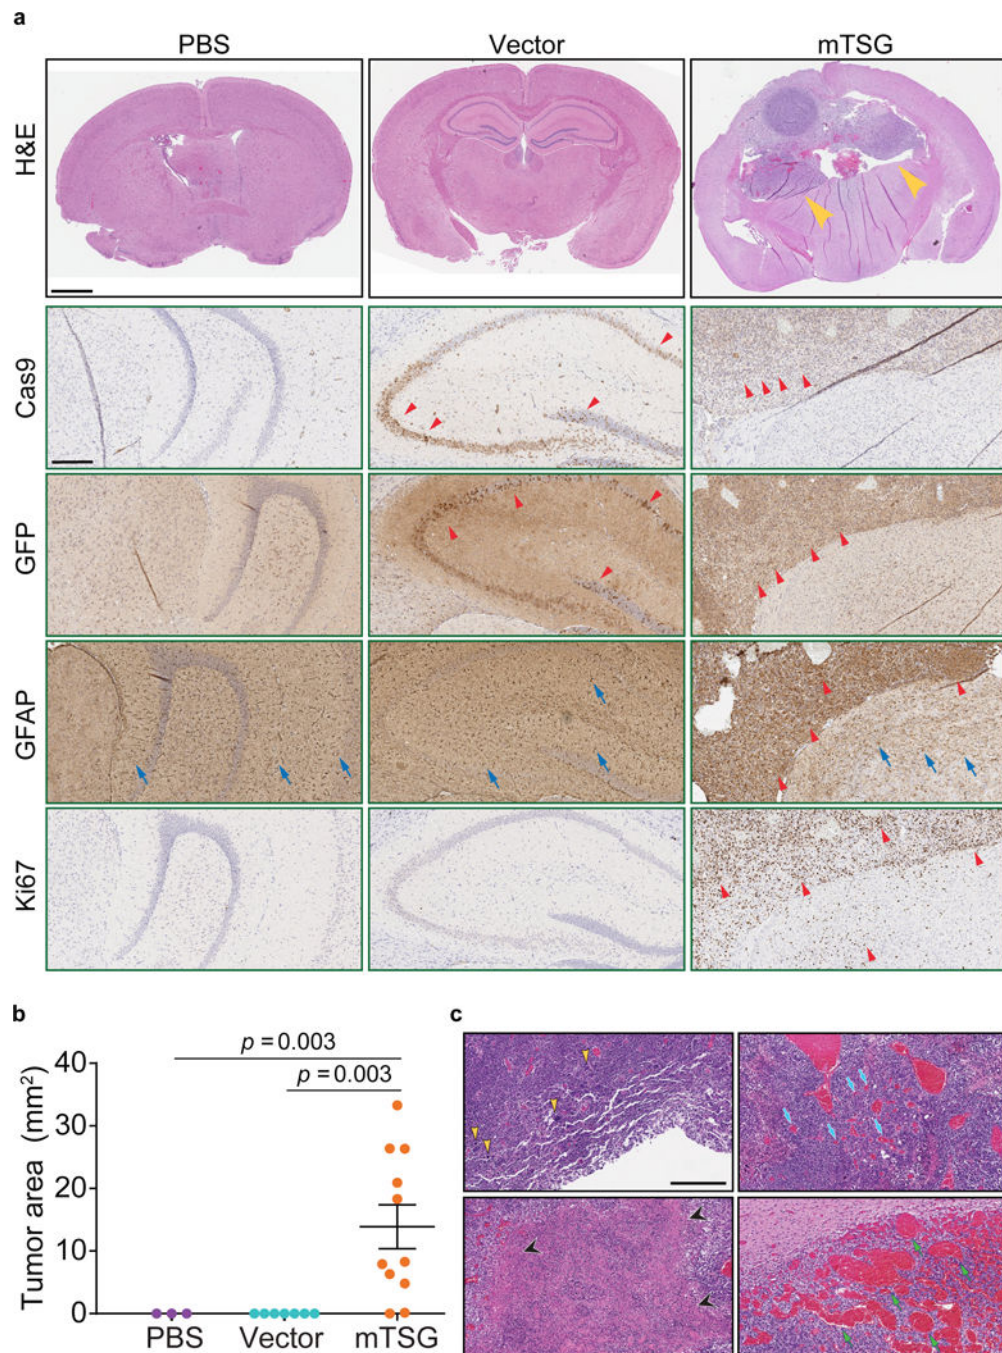 a
PBS
Vector
mTSG
H&E
Cas9
GFP
GFAP
Ki67
b
p = 0.003
p = 0.003
Tumor area (mm²)
40
30
20
10
0
PBS
Vector
mTSG
c